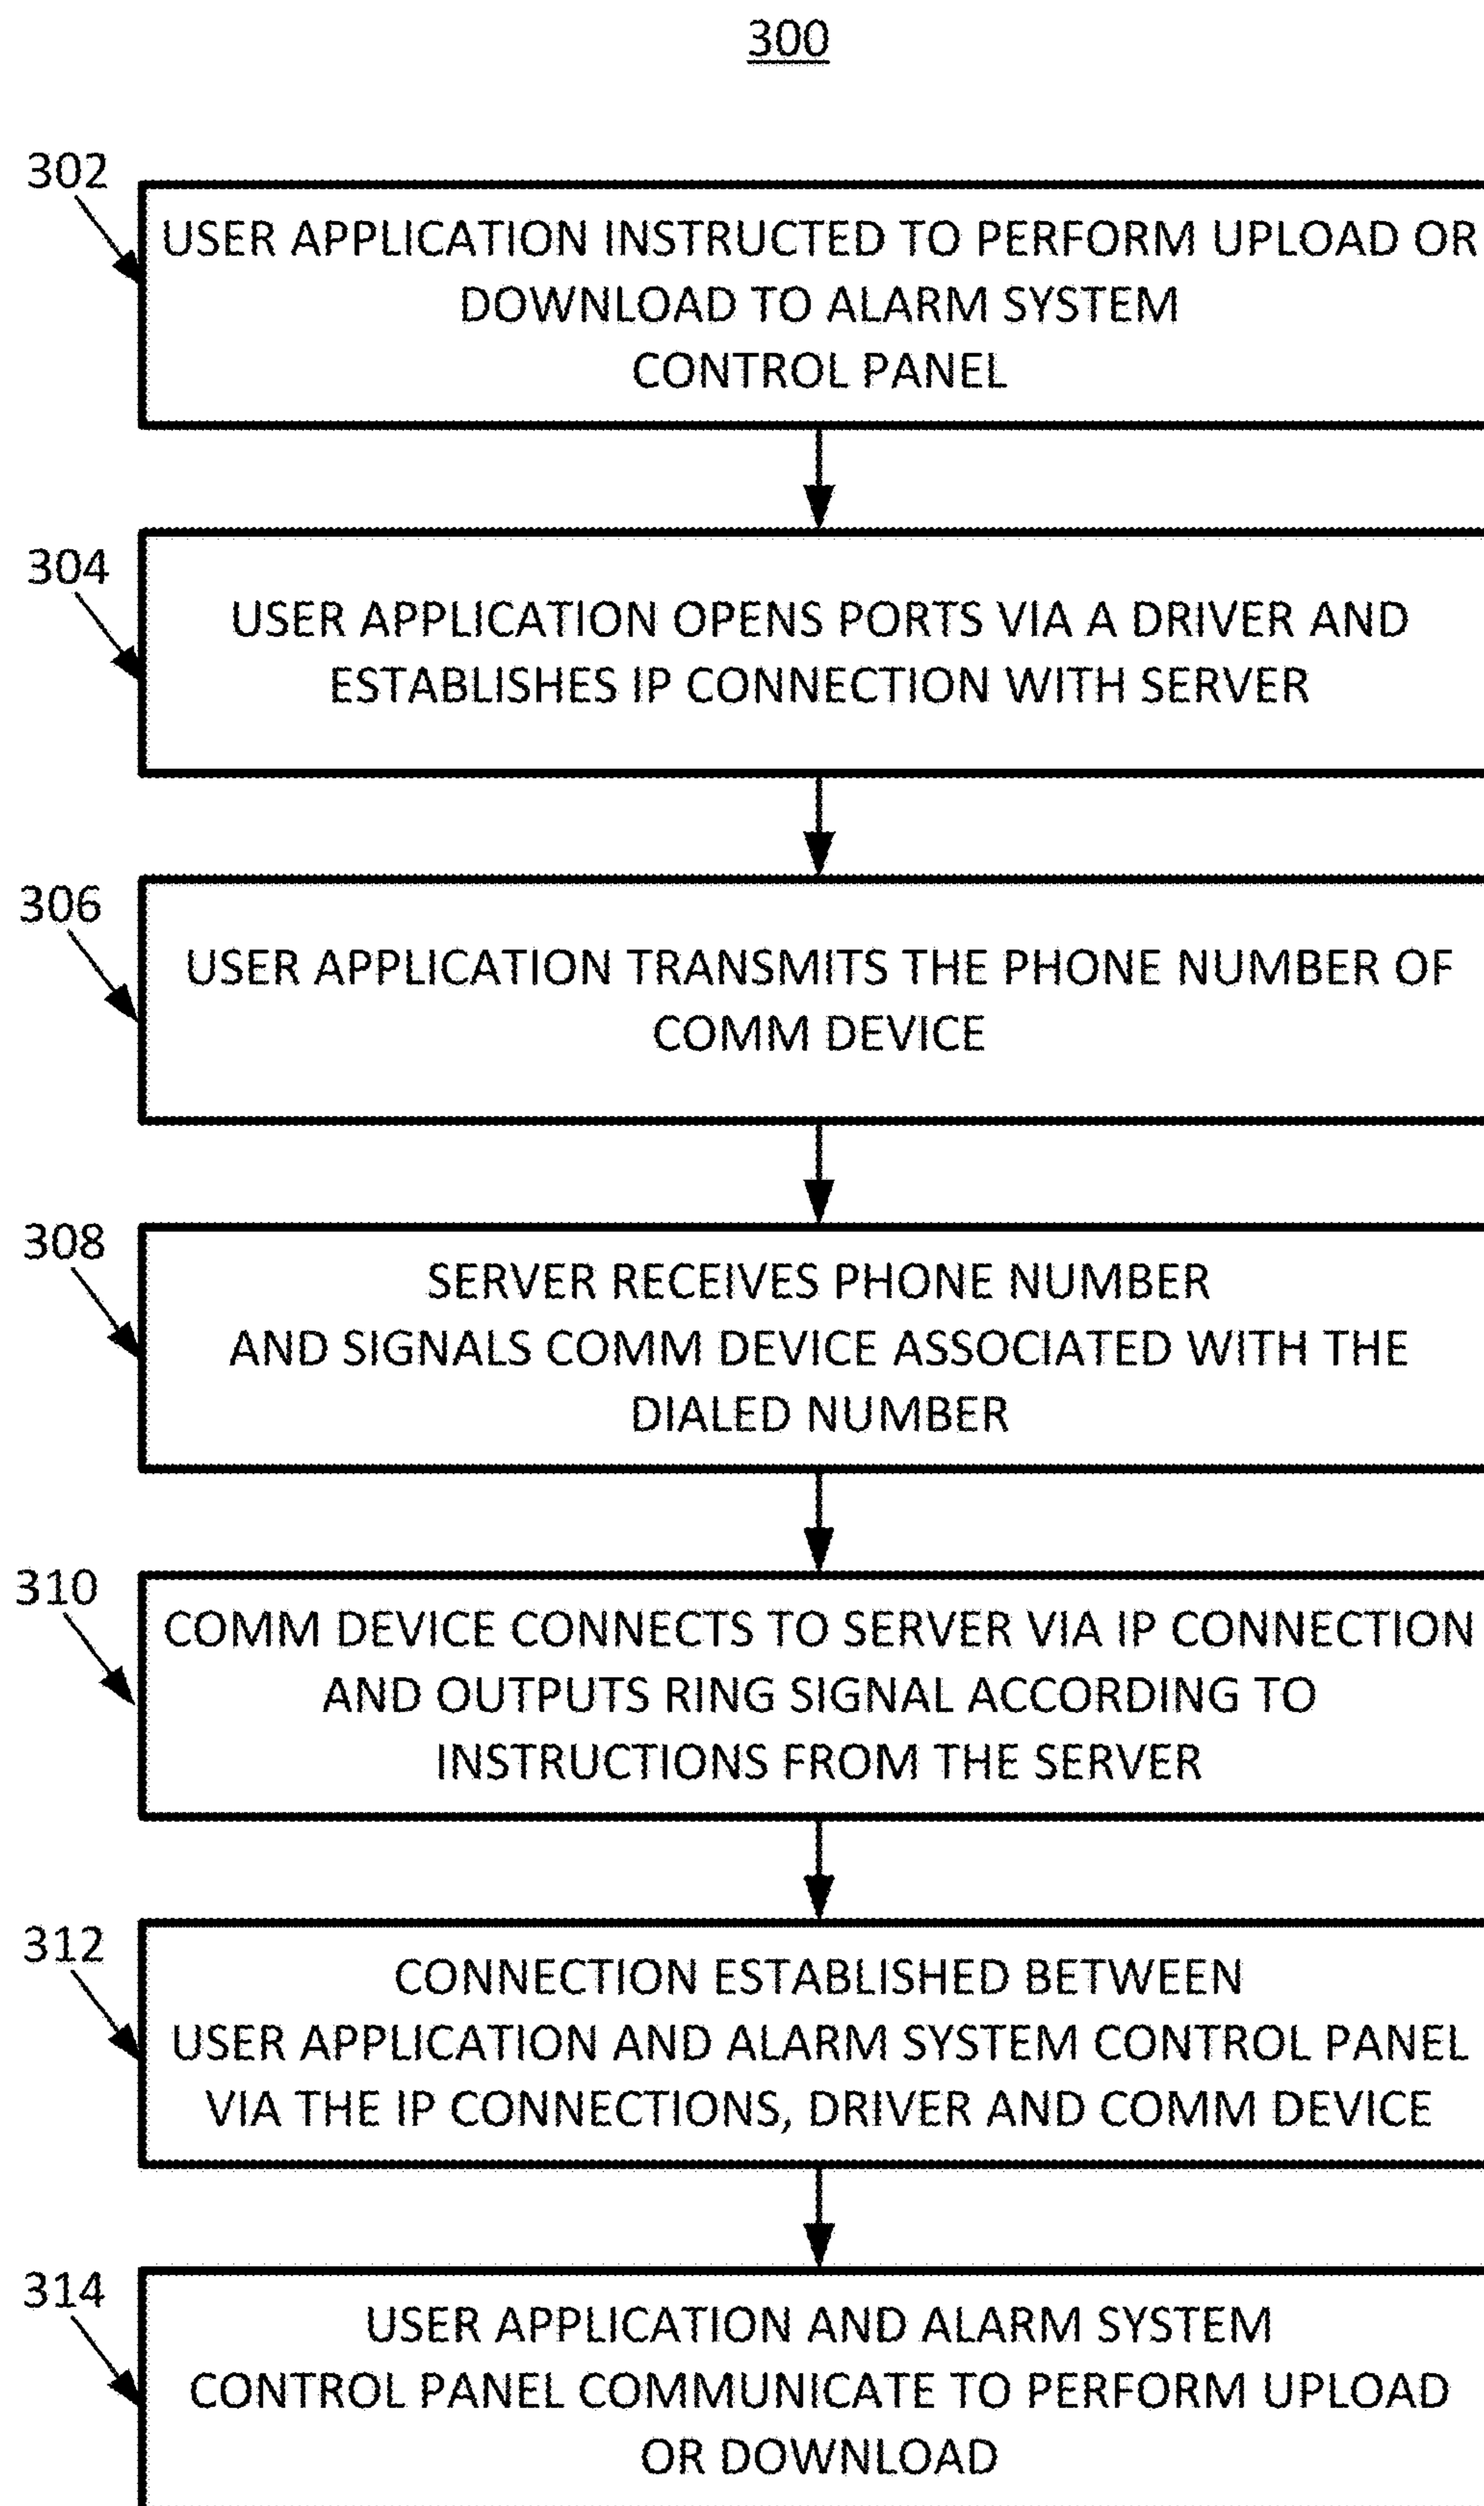 300
302
USER APPLICATION INSTRUCTED TO PERFORM UPLOAD OR
DOWNLOAD TO ALARM SYSTEM
CONTROL PANEL
304
USER APPLICATION OPENS PORTS VIA A DRIVER AND
ESTABLISHES IP CONNECTION WITH SERVER
306
USER APPLICATION TRANSMITS THE PHONE NUMBER OF
COMM DEVICE
308
SERVER RECEIVES PHONE NUMBER
AND SIGNALS COMM DEVICE ASSOCIATED WITH THE
DIALED NUMBER
310
COMM DEVICE CONNECTS TO SERVER VIA IP CONNECTION
AND OUTPUTS RING SIGNAL ACCORDING TO
INSTRUCTIONS FROM THE SERVER
312
CONNECTION ESTABLISHED BETWEEN
USER APPLICATION AND ALARM SYSTEM CONTROL PANEL
VIA THE IP CONNECTIONS, DRIVER AND COMM DEVICE
314
USER APPLICATION AND ALARM SYSTEM
CONTROL PANEL COMMUNICATE TO PERFORM UPLOAD
OR DOWNLOAD